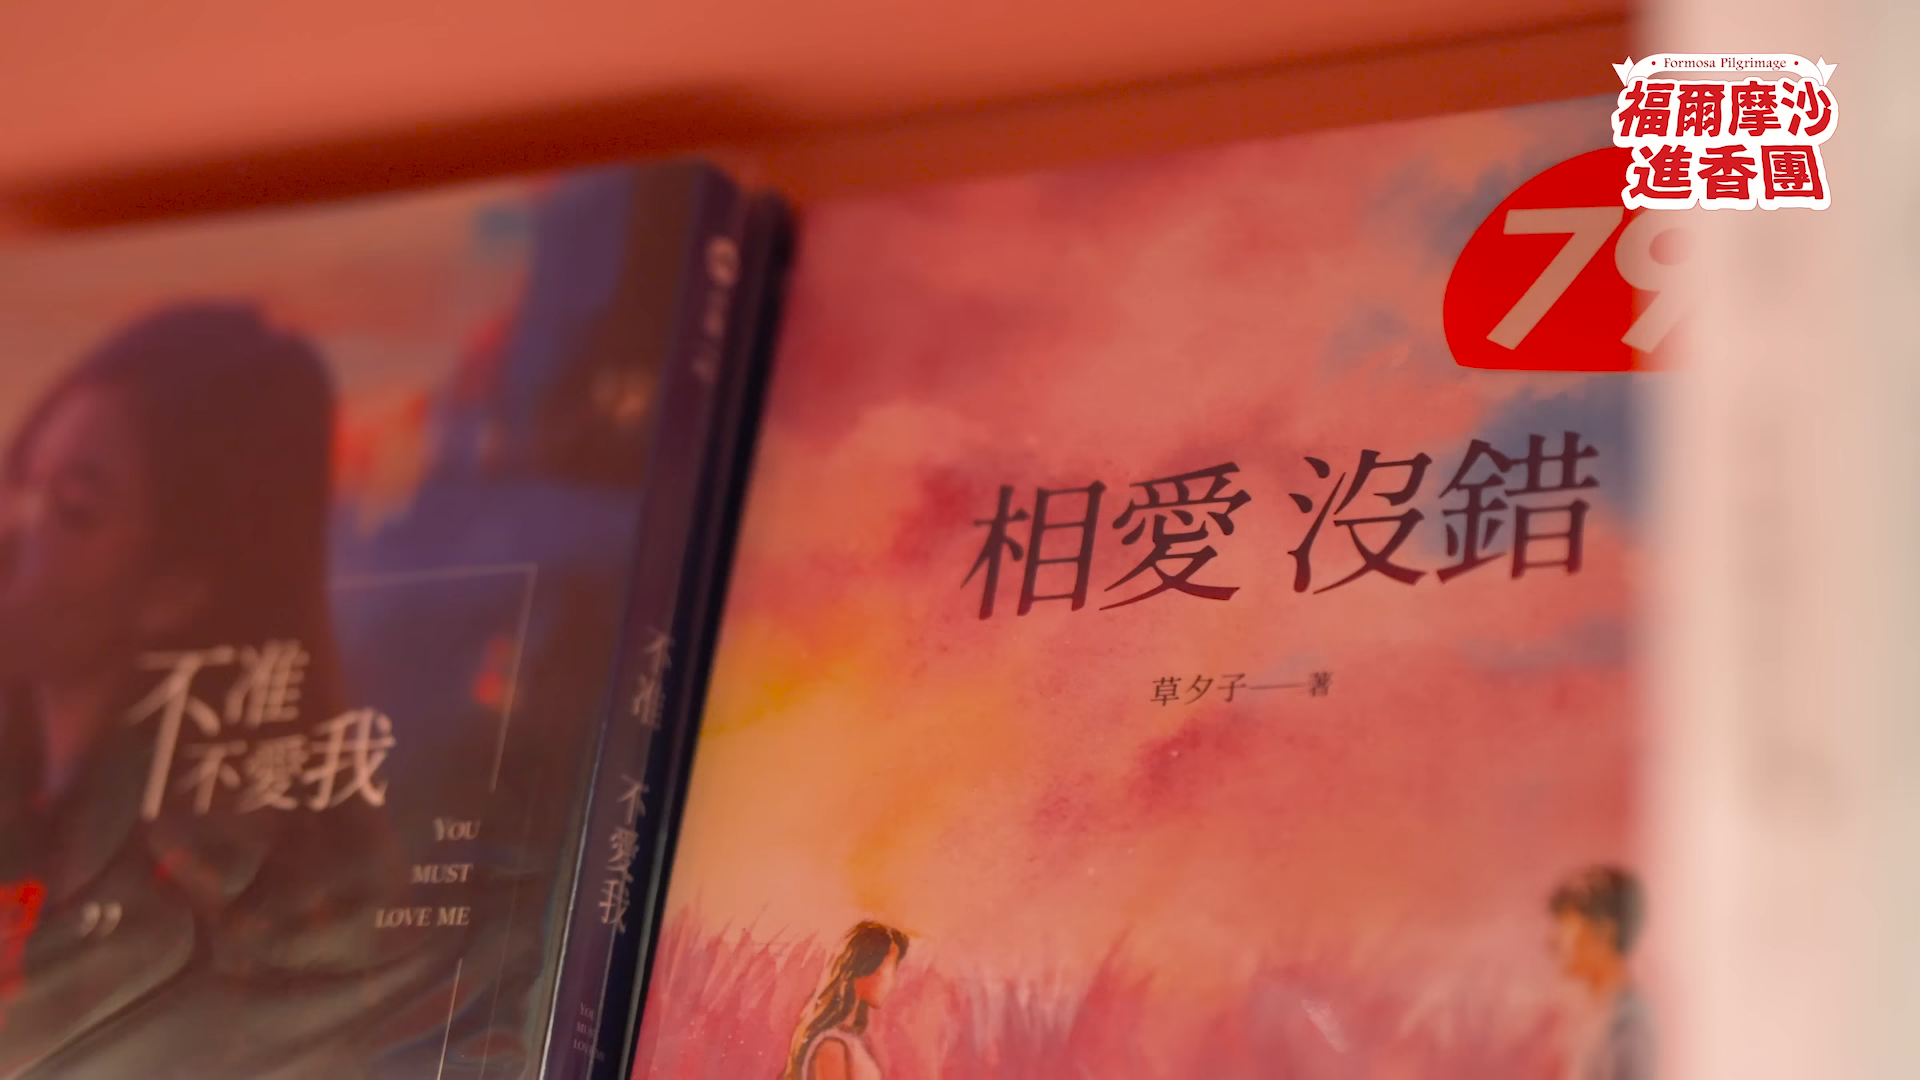 Formosa Pilgrimage
福爾摩沙
進香團
79
相愛 沒錯
草夕子——著
不准
不愛我
YOU
MUST
LOVE ME
不准 不愛我